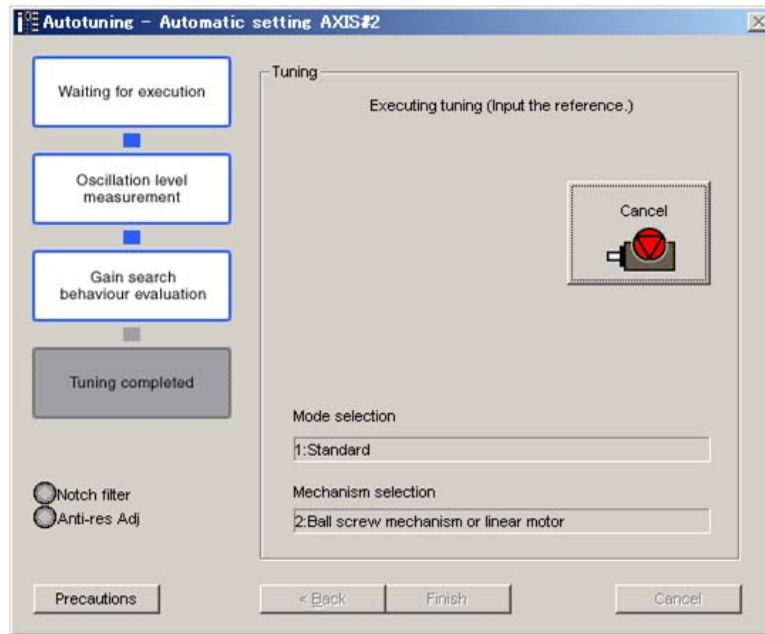 Autotuning - Automatic setting AXIS#2
Waiting for execution
Oscillation level
measurement
Gain search
behaviour evaluation
Tuning completed
Notch filter
Anti-res Adj
Precautions
Tuning
Executing tuning (Input the reference.)
Cancel
Mode selection
1:Standard
Mechanism selection
2:Ball screw mechanism or linear motor
< Back
Finish
Cancel